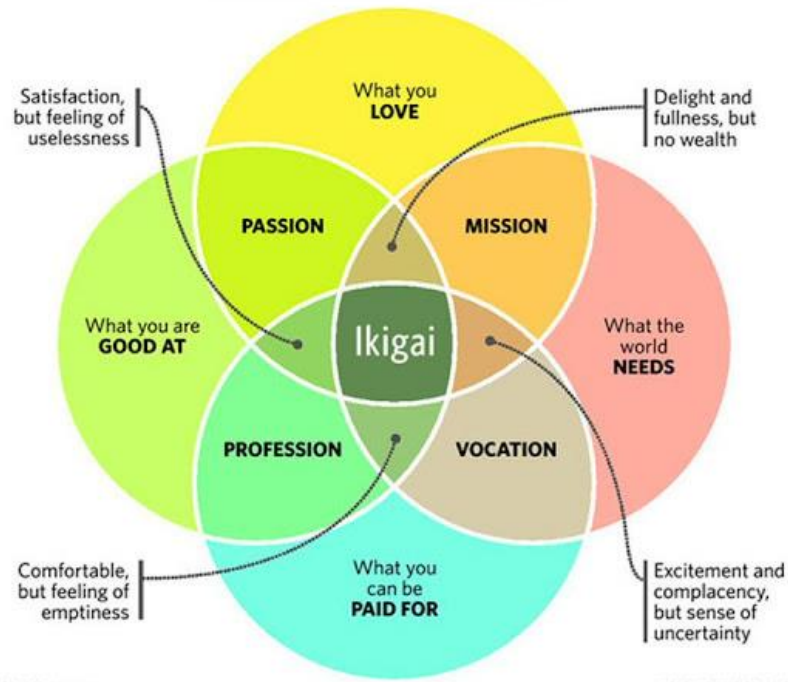 What you
LOVE
Satisfaction,
but feeling of
uselessness
Delight and
fullness, but
no wealth
PASSION
MISSION
What you are
GOOD AT
Ikigai
What the
world
NEEDS
PROFESSION
VOCATION
Comfortable,
but feeling of
emptiness
What you
can be
PAID FOR
Excitement and
complacency,
but sense of
uncertainty